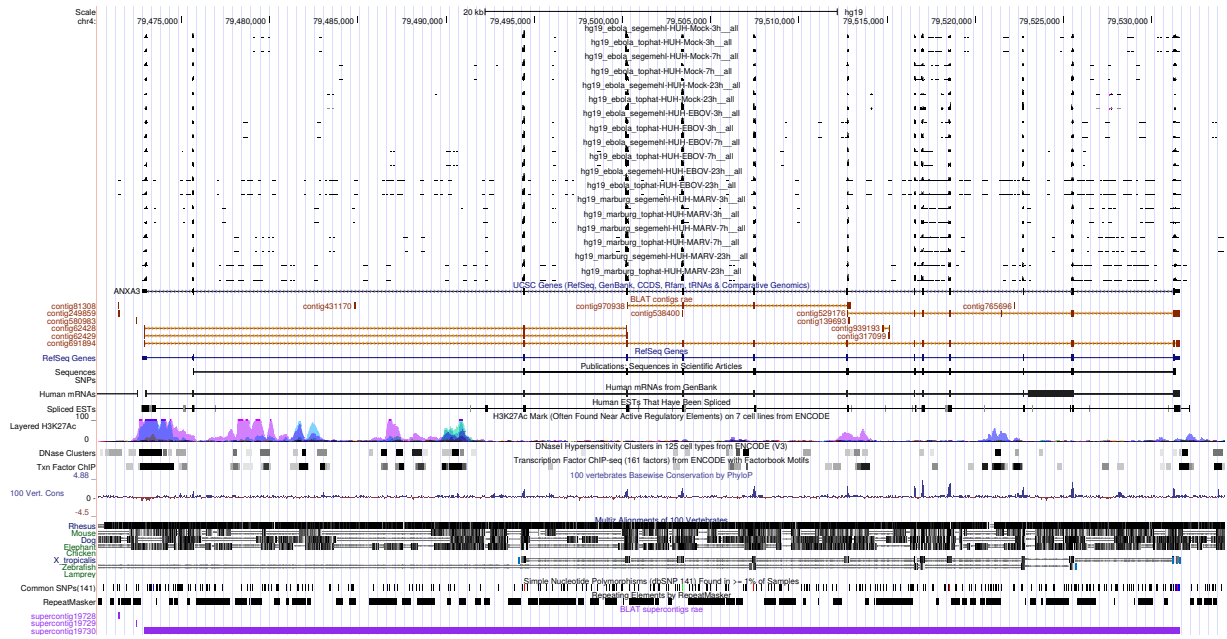 Scale 20 kb hg19
chr4: 79,475,000 79,480,000 79,485,000 79,490,000 79,495,000 79,500,000 79,505,000 79,510,000 79,515,000 79,520,000 79,525,000 79,530,000
hg19_ebola_segemehl-HUH-Mock-3h__all
hg19_ebola_tophat-HUH-Mock-3h__all
hg19_ebola_segemehl-HUH-Mock-7h__all
hg19_ebola_tophat-HUH-Mock-7h__all
hg19_ebola_segemehl-HUH-Mock-23h__all
hg19_ebola_tophat-HUH-Mock-23h__all
hg19_ebola_segemehl-HUH-EBOV-3h__all
hg19_ebola_tophat-HUH-EBOV-3h__all
hg19_ebola_segemehl-HUH-EBOV-7h__all
hg19_ebola_tophat-HUH-EBOV-7h__all
hg19_ebola_segemehl-HUH-EBOV-23h__all
hg19_ebola_tophat-HUH-EBOV-23h__all
hg19_marburg_segemehl-HUH-MARV-3h__all
hg19_marburg_tophat-HUH-MARV-3h__all
hg19_marburg_segemehl-HUH-MARV-7h__all
hg19_marburg_tophat-HUH-MARV-7h__all
hg19_marburg_segemehl-HUH-MARV-23h__all
hg19_marburg_tophat-HUH-MARV-23h__all
UCSC Genes (RefSeq, GenBank, CCDS, Rfam, tRNAs & Comparative Genomics)
ANXA3
BLAT contigs rae
contig81308 contig431170 contig970938 contig765696
contig249859 contig538400 contig529176
contig580983 contig139693
contig62428 contig939193
contig62429 contig317099
contig691894
RefSeq Genes
RefSeq Genes
Publications: Sequences in Scientific Articles
Sequences
SNPs
Human mRNAs from GenBank
Human mRNAs
Human ESTs That Have Been Spliced
Spliced ESTs
H3K27Ac Mark (Often Found Near Active Regulatory Elements) on 7 cell lines from ENCODE
100
Layered H3K27Ac
0
DNaseI Hypersensitivity Clusters in 125 cell types from ENCODE (V3)
DNase Clusters
Transcription Factor ChIP-seq (161 factors) from ENCODE with Factorbook Motifs
Txn Factor ChIP
100 vertebrates Basewise Conservation by PhyloP
4.88
100 Vert. Cons
0
-4.5
Multiz Alignments of 100 Vertebrates
Rhesus
Mouse
Dog
Elephant
Chicken
X_tropicalis
Zebrafish
Lamprey
Simple Nucleotide Polymorphisms (dbSNP 141) Found in >= 1% of Samples
Common SNPs(141)
Repeating Elements by RepeatMasker
RepeatMasker
BLAT supercontigs rae
supercontig19728
supercontig19729
supercontig19730